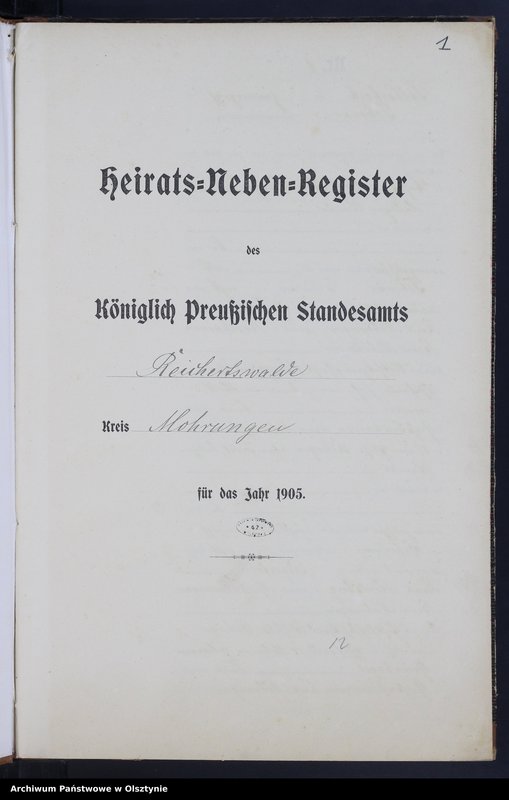 1
Heirats=Neben=Register
des
Königlich Preußischen Standesamts
Reichertswalde
Kreis Mohrungen
für das Jahr 1905.
67
12
Archiwum Państwowe w Olsztynie